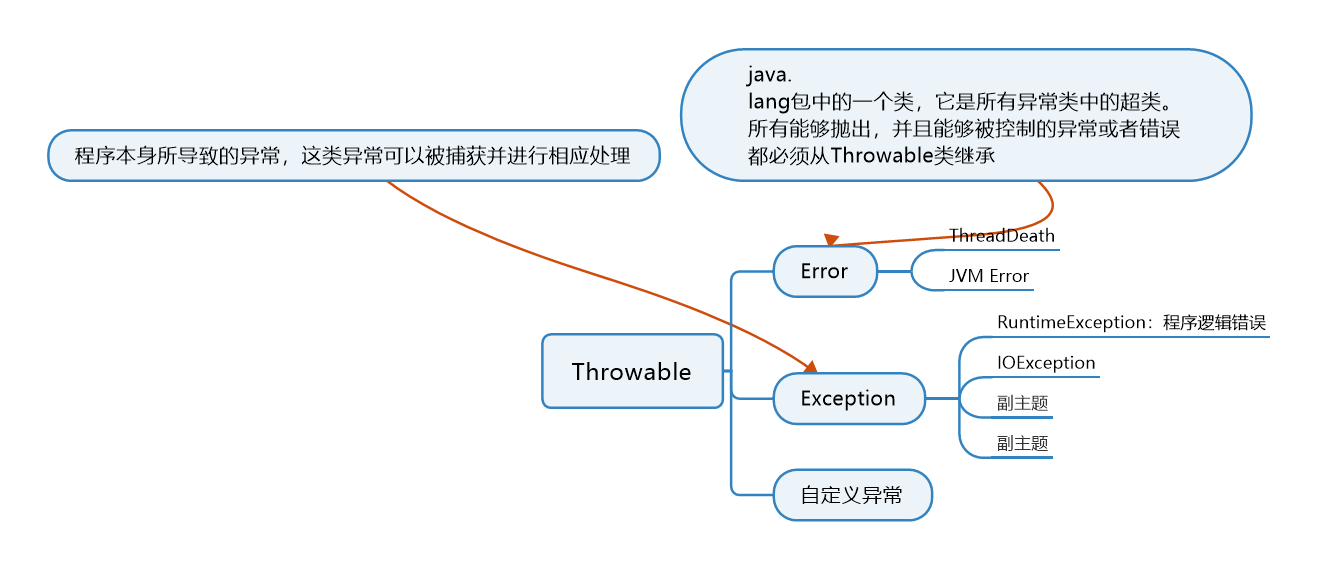 java.
lang包中的一个类，它是所有异常类中的超类。
所有能够抛出，并且能够被控制的异常或者错误
都必须从Throwable类继承
程序本身所导致的异常，这类异常可以被捕获并进行相应处理
Throwable
Error
ThreadDeath
JVM Error
Exception
RuntimeException：程序逻辑错误
IOException
副主题
副主题
自定义异常